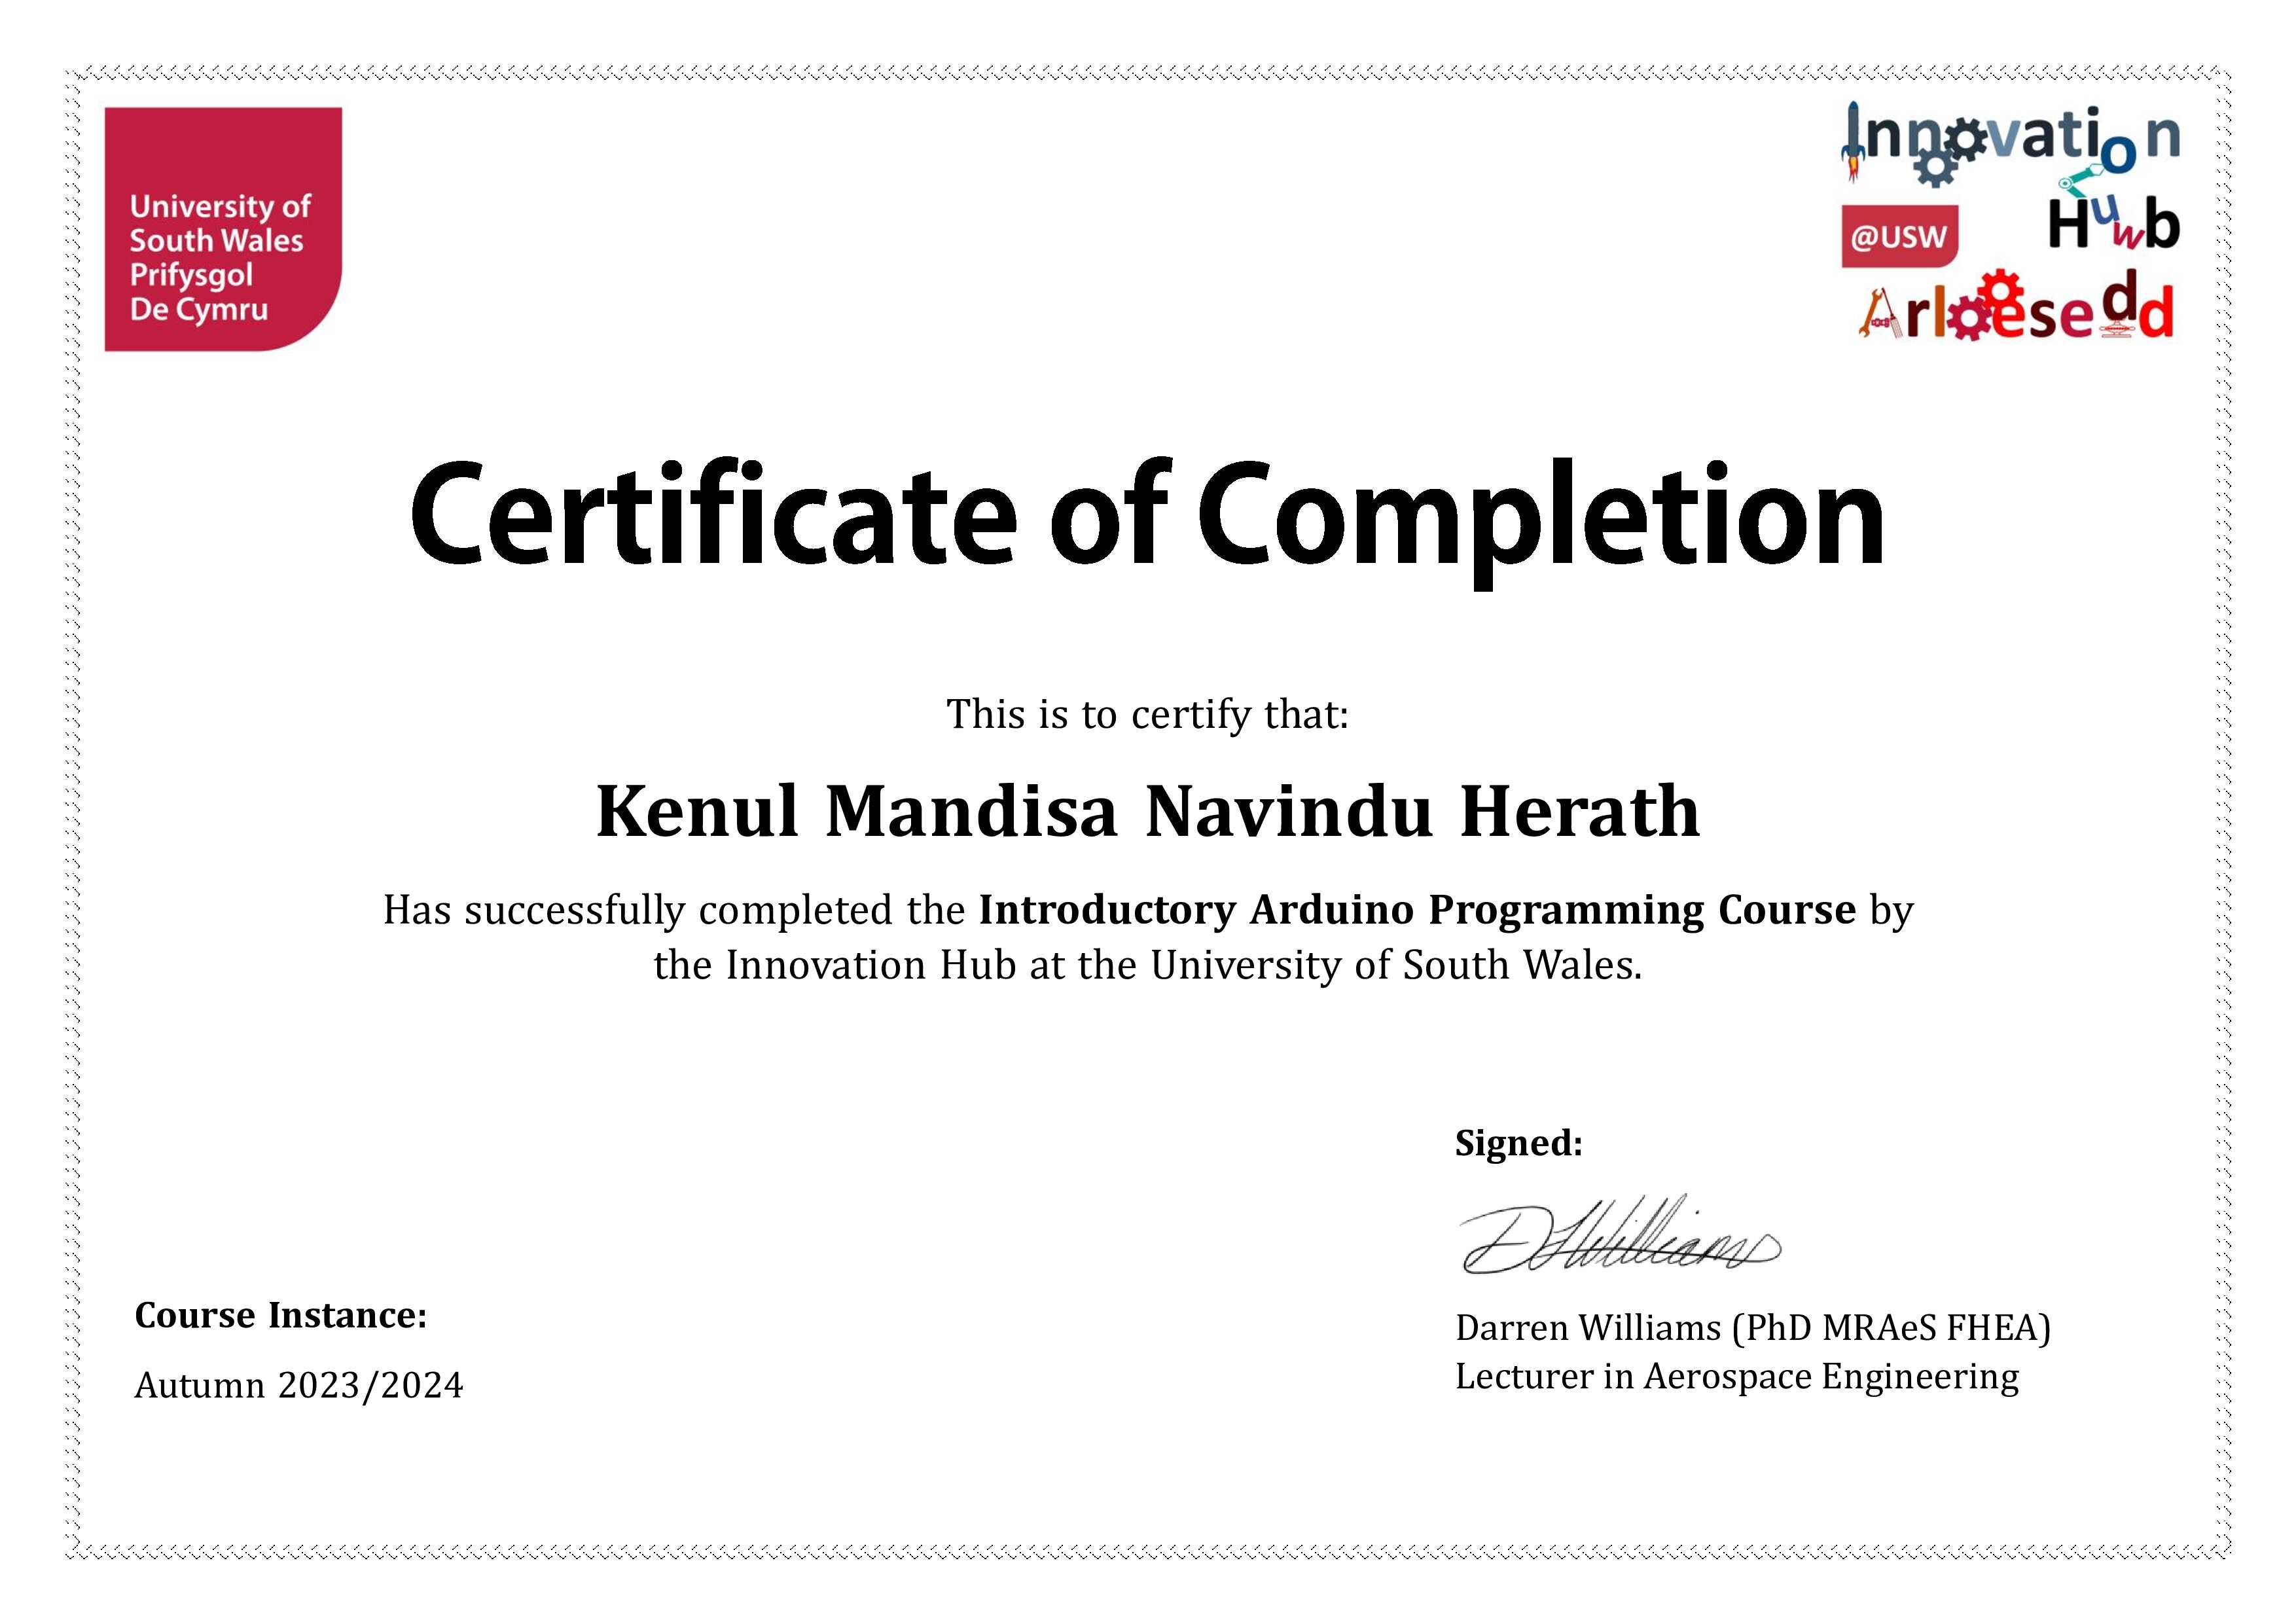 University of
South Wales
Prifysgol
De Cymru
Innovation
@USW
Huwb
Arloesedd
Certificate of Completion
This is to certify that:
Kenul Mandisa Navindu Herath
Has successfully completed the Introductory Arduino Programming Course by
the Innovation Hub at the University of South Wales.
Signed:
DJWilliams
Darren Williams (PhD MRAeS FHEA)
Lecturer in Aerospace Engineering
Course Instance:
Autumn 2023/2024